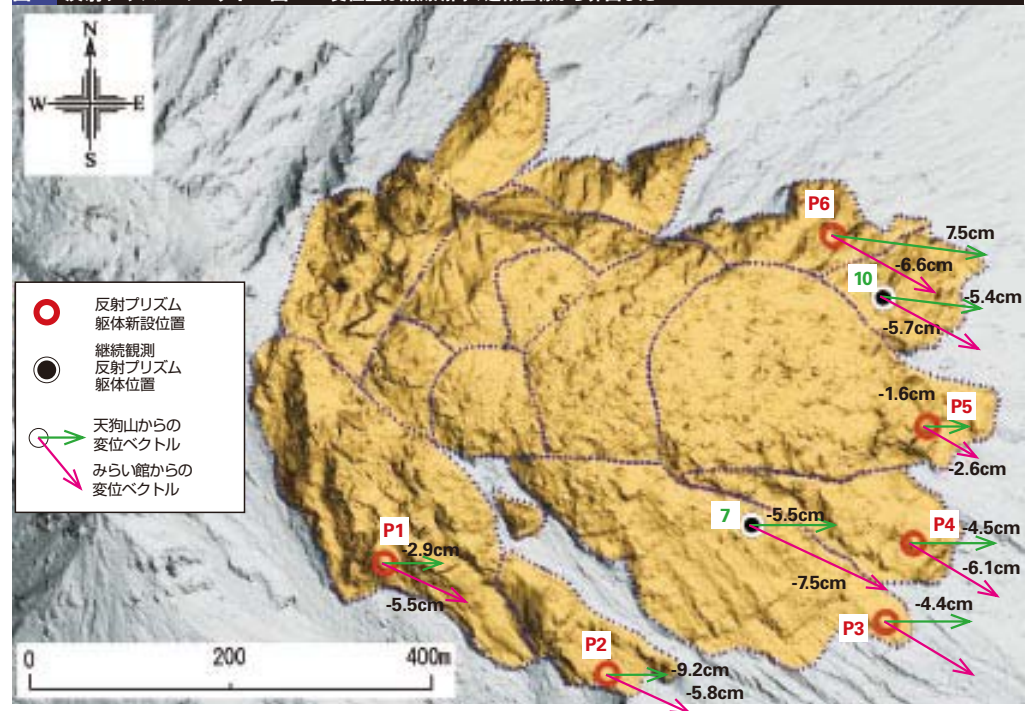 N
W E
S
P6
7.5cm
-6.6cm
10
-5.4cm
-5.7cm
反射プリズム
躯体新設位置
継続観測
反射プリズム
躯体位置
天狗山からの
変位ベクトル
みらい館からの
変位ベクトル
-1.6cm
P5
-2.6cm
7
-5.5cm
P4
-4.5cm
-6.1cm
P1
-2.9cm
-7.5cm
-5.5cm
-4.4cm
P3
P2
-9.2cm
-5.8cm
0 200 400m